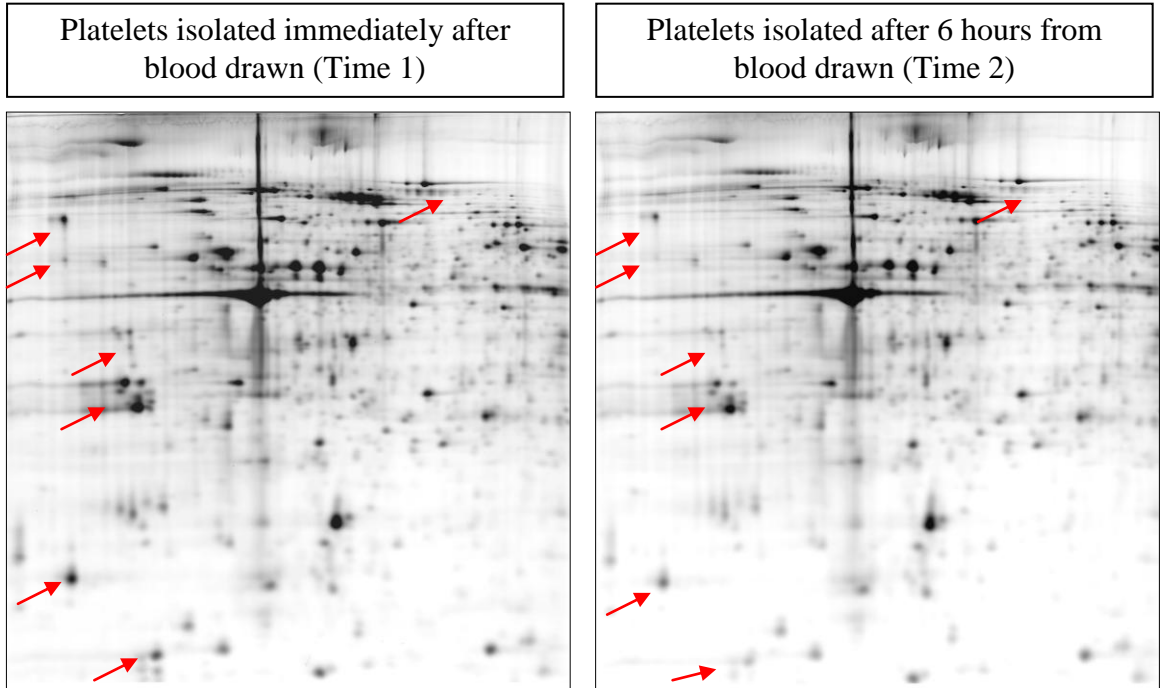 Platelets isolated immediately after
blood drawn (Time 1)
Platelets isolated after 6 hours from
blood drawn (Time 2)